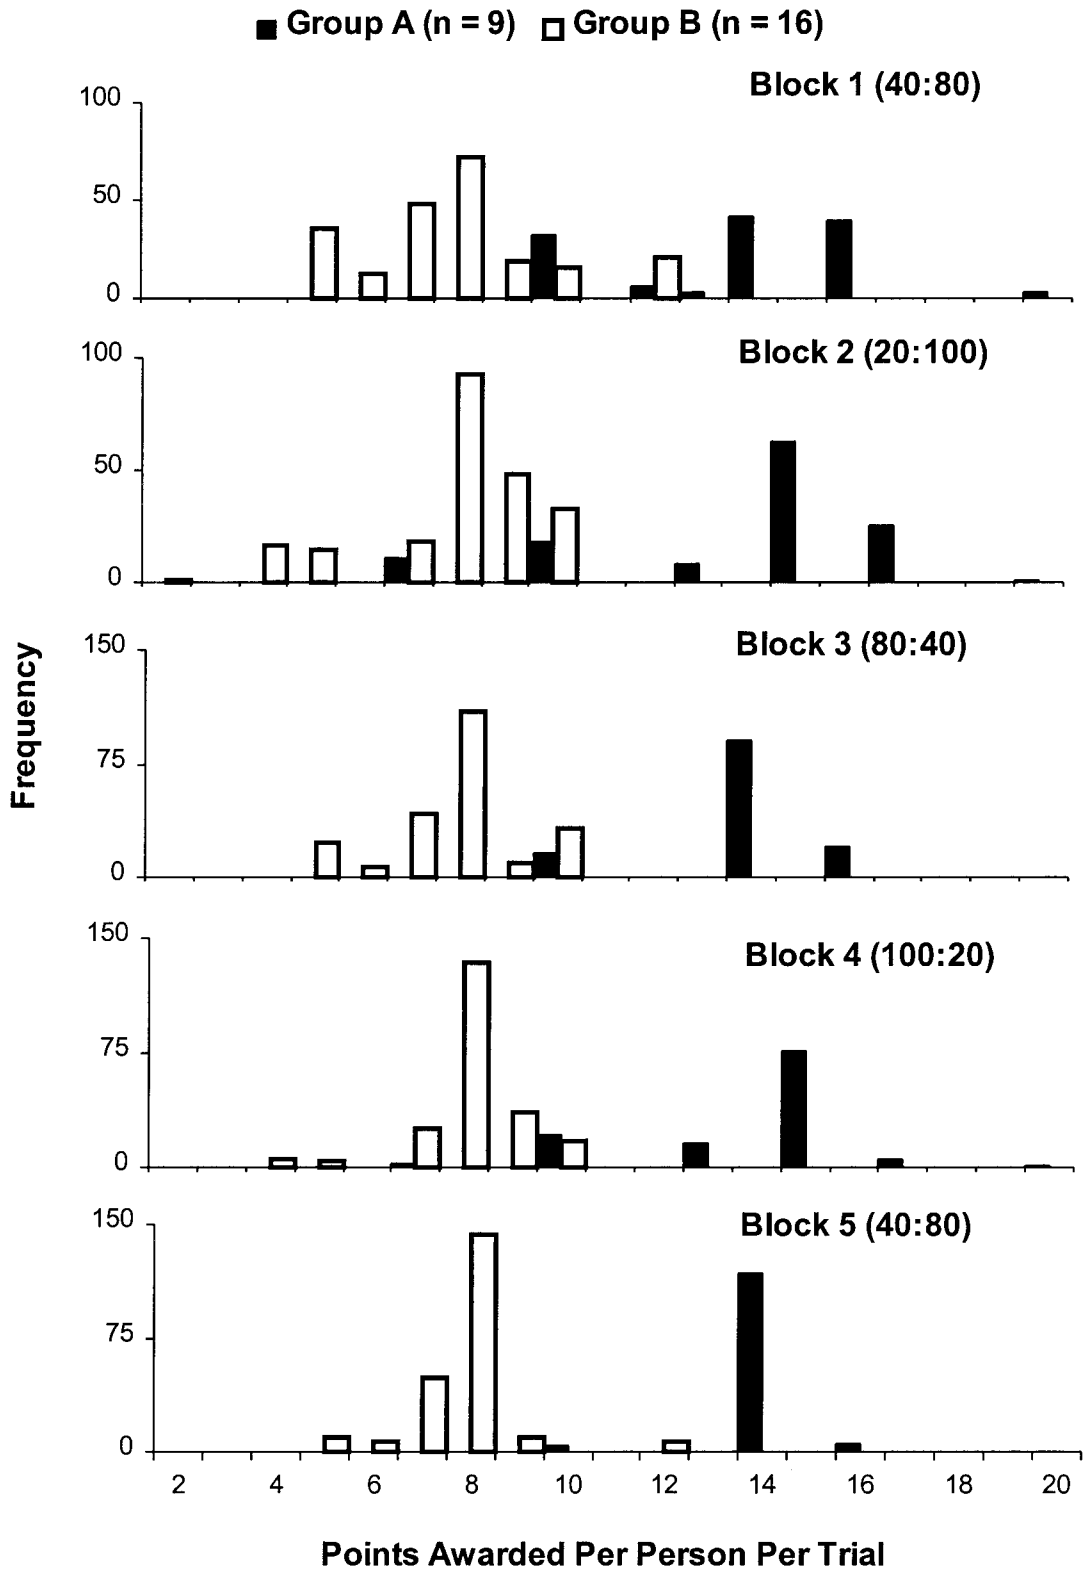 Group A (n = 9) Group B (n = 16)
Block 1 (40:80)
100
50
0
Block 2 (20:100)
100
50
0
Block 3 (80:40)
150
75
0
Frequency
Block 4 (100:20)
150
75
0
Block 5 (40:80)
150
75
0
2 4 6 8 10 12 14 16 18 20
Points Awarded Per Person Per Trial